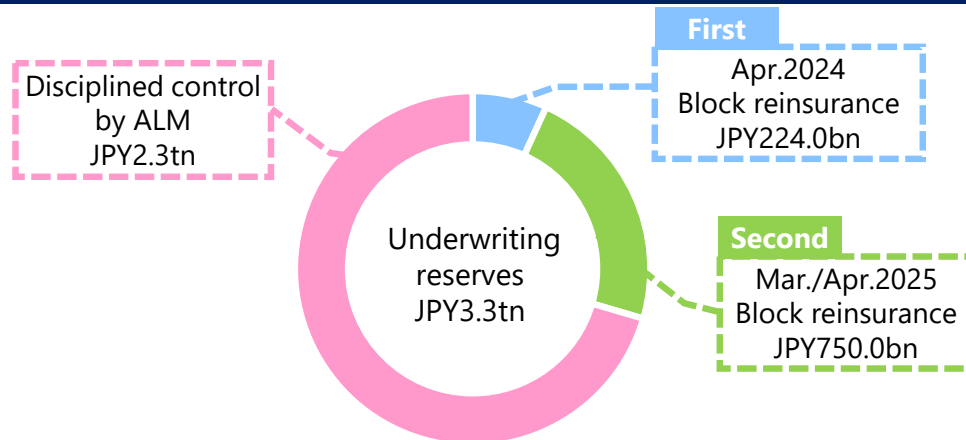 First
Apr.2024
Block reinsurance
JPY224.0bn
Disciplined control
by ALM
JPY2.3tn
Underwriting
reserves
JPY3.3tn
Second
Mar./Apr.2025
Block reinsurance
JPY750.0bn